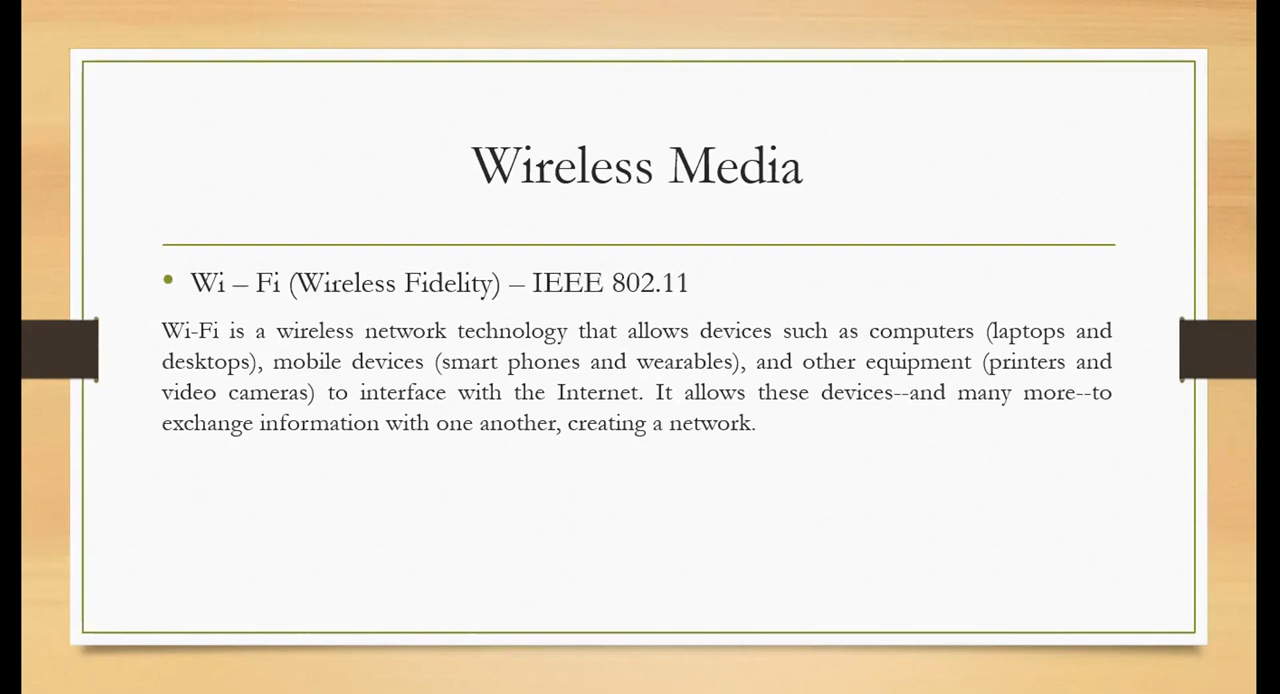 Wireless Media
• Wi – Fi (Wireless Fidelity) – IEEE 802.11
Wi-Fi is a wireless network technology that allows devices such as computers (laptops and
desktops), mobile devices (smart phones and wearables), and other equipment (printers and
video cameras) to interface with the Internet. It allows these devices--and many more--to
exchange information with one another, creating a network.